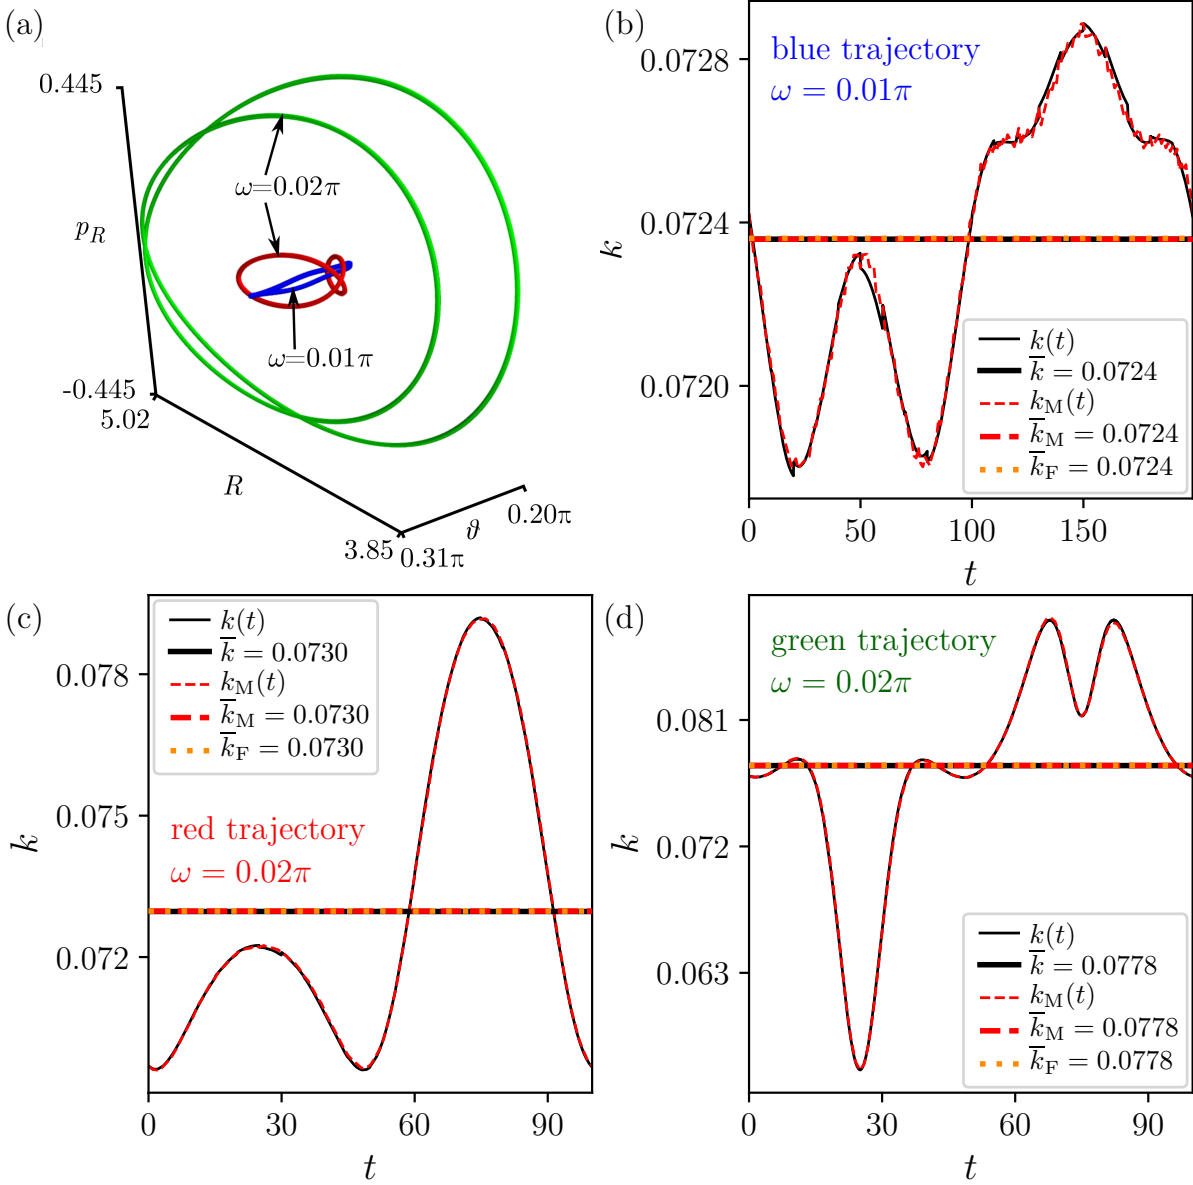 (a)
0.445
ω=0.02π
p_R
ω=0.01π
-0.445
5.02
R
ϑ
0.20π
3.85
0.31π
(b)
blue trajectory
ω = 0.01π
0.0728
0.0724
0.0720
k
k(t)
k̅ = 0.0724
k_M(t)
k̅_M = 0.0724
k̅_F = 0.0724
0 50 100 150
t
(c)
k(t)
k̅ = 0.0730
k_M(t)
k̅_M = 0.0730
k̅_F = 0.0730
0.078
0.075
0.072
k
red trajectory
ω = 0.02π
0 30 60 90
t
(d)
green trajectory
ω = 0.02π
0.081
0.072
0.063
k
k(t)
k̅ = 0.0778
k_M(t)
k̅_M = 0.0778
k̅_F = 0.0778
0 30 60 90
t